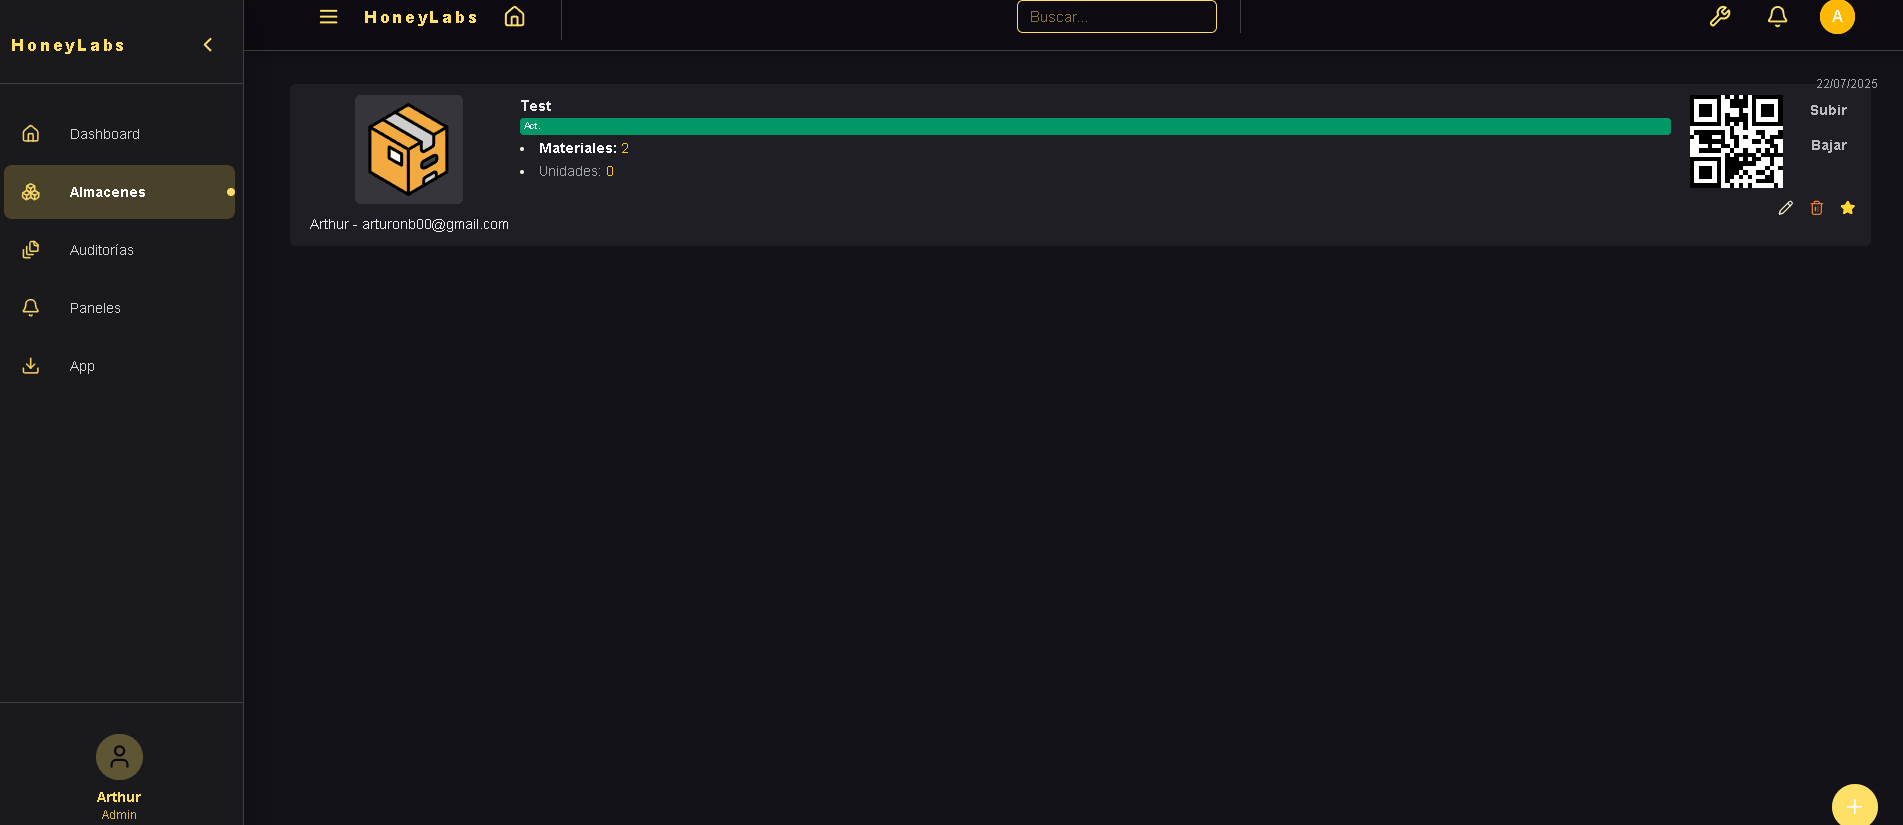 HoneyLabs
Dashboard
Almacenes
Auditorías
Paneles
App
Arthur
Admin
HoneyLabs
Buscar...
A
22/07/2025
Test
Act.
Materiales: 2
Unidades: 0
Arthur - arturonb00@gmail.com
Subir
Bajar